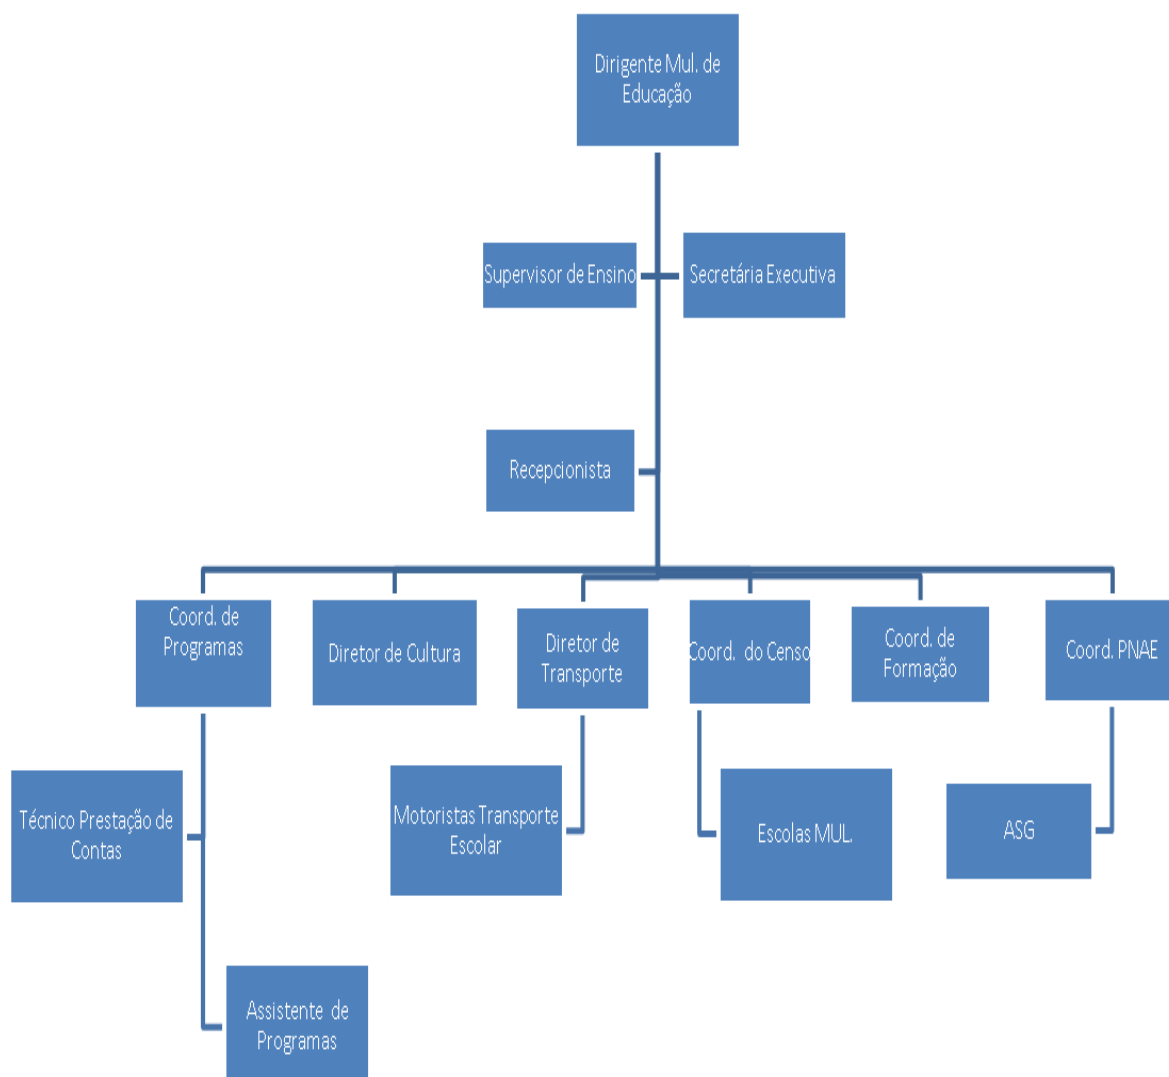 Dirigente Mul. de
Educação
Supervisor de Ensino
Secretária Executiva
Recepcionista
Coord. de
Programas
Diretor de Cultura
Diretor de
Transporte
Coord. do Censo
Coord. de
Formação
Coord. PNAE
Técnico Prestação de
Contas
Motoristas Transporte
Escolar
Escolas MUL.
ASG
Assistente de
Programas